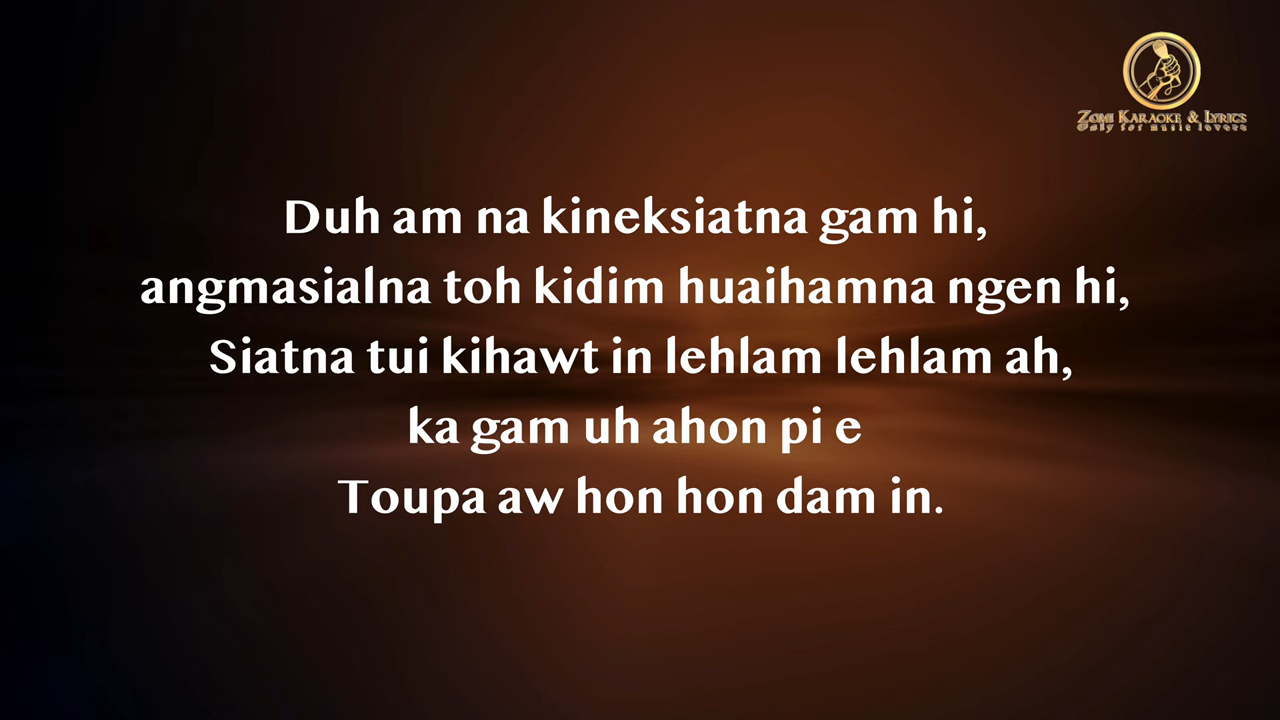 Zomi Karaoke & Lyrics
Only for music lovers
Duh am na kineksiatna gam hi,
angmasialna toh kidim huaihamna ngen hi,
Siatna tui kihawt in lehlam lehlam ah,
ka gam uh ahon pi e
Toupa aw hon hon dam in.